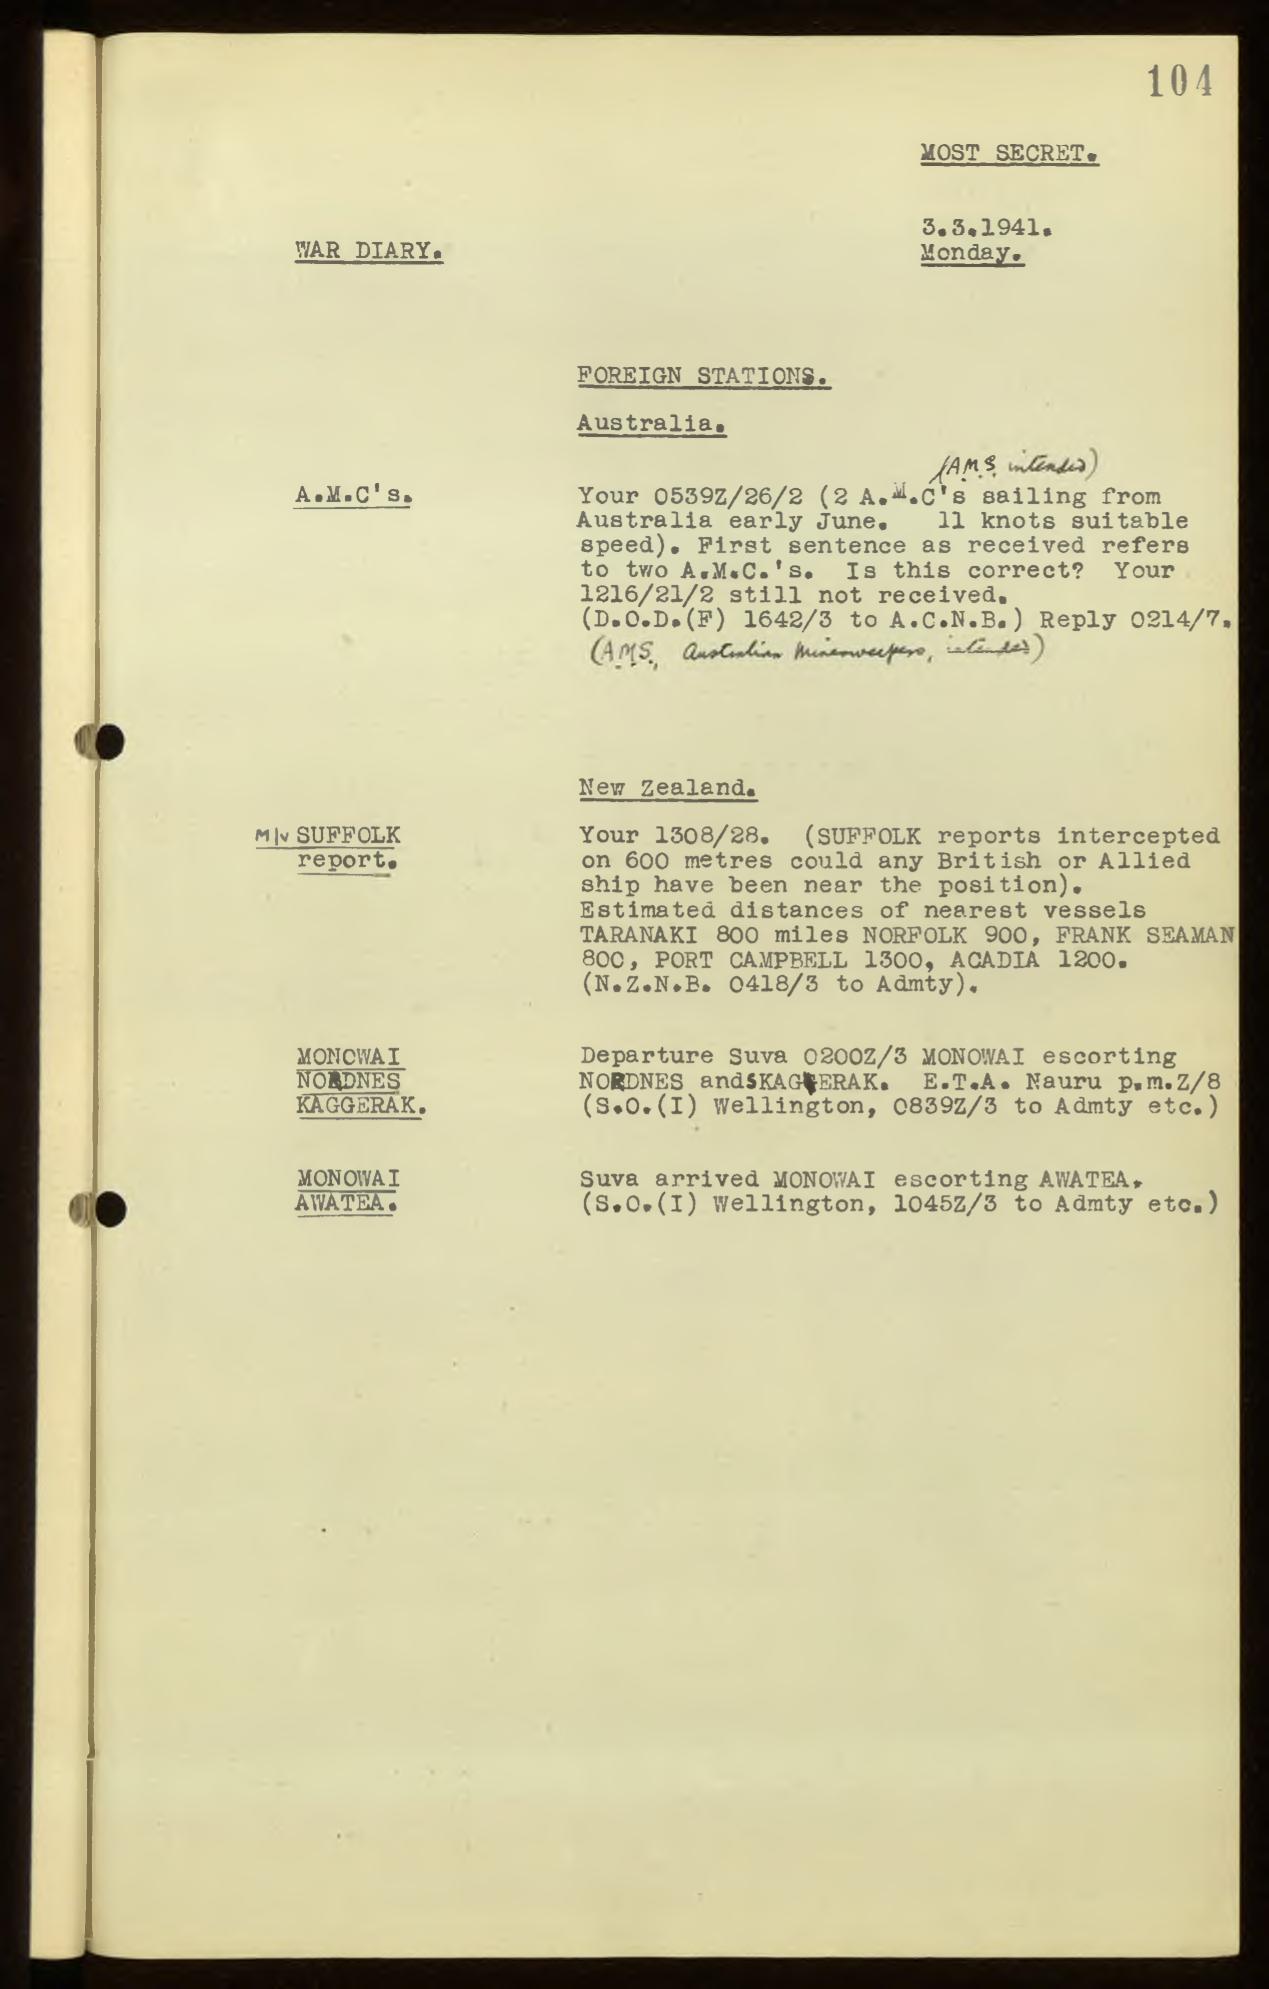 104
MOST SECRET.
3.3.1941.
WAR DIARY.
Monday.
FOREIGN STATIONS.
Australia.
(A.M.S. intended)
A.M.C's.
Your 0539Z/26/2 (2 A.M.C's sailing from
Australia early June. 11 knots suitable
speed). First sentence as received refers
to two A.M.C.'s. Is this correct? Your
1216/21/2 still not received.
(D.O.D.(F) 1642/3 to A.C.N.B.) Reply 0214/7.
(A.M.S., Australian Minesweepers, intended)
New Zealand.
M/V SUFFOLK
report.
Your 1308/28. (SUFFOLK reports intercepted
on 600 metres could any British or Allied
ship have been near the position).
Estimated distances of nearest vessels
TARANAKI 800 miles NORFOLK 900, FRANK SEAMAN
800, PORT CAMPBELL 1300, ACADIA 1200.
(N.Z.N.B. 0418/3 to Admty).
MONOWAI
NORDNES
KAGGERAK.
Departure Suva 0200Z/3 MONOWAI escorting
NORDNES and SKAGGERAK. E.T.A. Nauru p.m.Z/8
(S.O.(I) Wellington, 0839Z/3 to Admty etc.)
MONOWAI
AWATEA.
Suva arrived MONOWAI escorting AWATEA.
(S.O.(I) Wellington, 1045Z/3 to Admty etc.)